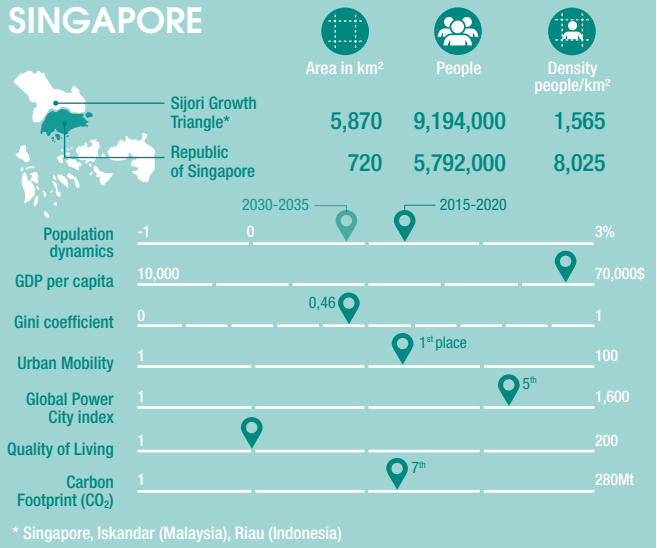 SINGAPORE
Area in km²
People
Density
people/km²
Sijori Growth
Triangle*
5,870
9,194,000
1,565
Republic
of Singapore
720
5,792,000
8,025
2030-2035
2015-2020
Population
dynamics
-1
0
3%
GDP per capita
10,000
70,000$
Gini coefficient
0
0,46
1
Urban Mobility
1
1st place
100
Global Power
City index
1
5th
1,600
Quality of Living
1
200
Carbon
Footprint (CO₂)
1
7th
280Mt
* Singapore, Iskandar (Malaysia), Riau (Indonesia)